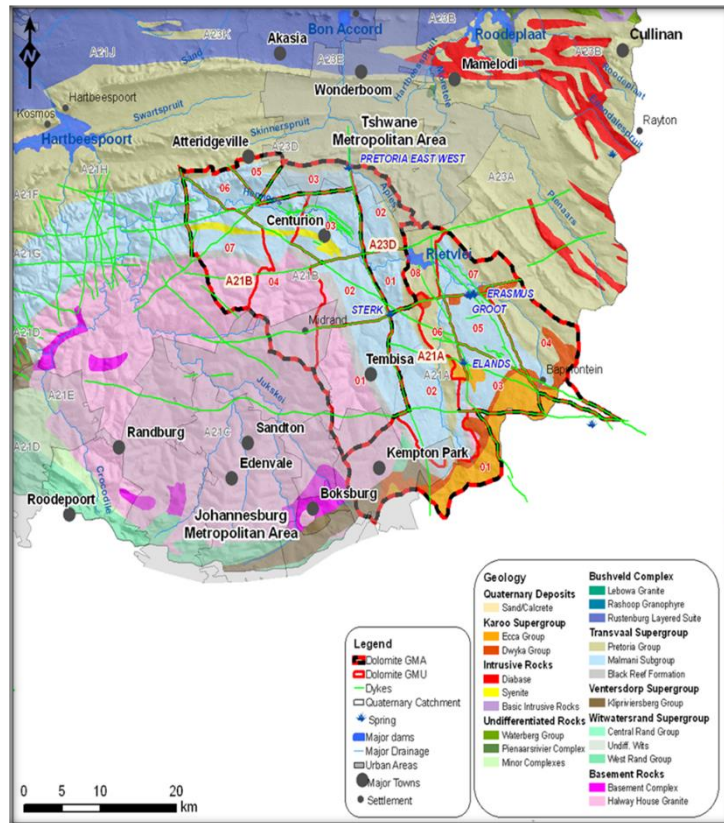 A23K
A23B
A21J
Sand
Bon Accord
Roodeplaat
Cullinan
Akasia
A23E
A23B
Mamelodi
Wonderboom
Hartbeespoort
Kosmos
Swartspruit
Skinnerspruit
Tshwane
Metropolitan Area
Rayton
Hartbeespoort
Atteridgeville
A23D
PRETORIA EAST WEST
A21H
05
03
A23A
06
02
Pienaars
A21F
Centurion
03
07
A23D
Rietvlei
A21G
08
07
A21B
04
01
02
ERASMUS
STERK
GROOT
Midrand
06
05
A21A
04
ELANDS
Bapsfontein
Tembisa
03
01
02
A21E
Jukskei
A21C
Sandton
Randburg
Edenvale
Kempton Park
01
A21D
Crocodile
Roodepoort
Boksburg
Johannesburg
Metropolitan Area
Legend
Dolomite GMA
Dolomite GMU
Dykes
Quaternary Catchment
Spring
Major dams
Major Drainage
Urban Areas
Major Towns
Settlement
Geology
Quaternary Deposits
Sand/Calcrete
Karoo Supergroup
Ecca Group
Dwyka Group
Intrusive Rocks
Diabase
Syenite
Basic Intrusive Rocks
Undifferentiated Rocks
Waterberg Group
Pienaarsrivier Complex
Minor Complexes
Bushveld Complex
Lebowa Granite
Rashoop Granophyre
Rustenburg Layered Suite
Transvaal Supergroup
Pretoria Group
Malmani Subgroup
Black Reef Formation
Ventersdorp Supergroup
Klipriviersberg Group
Witwatersrand Supergroup
Central Rand Group
Undiff. Wits
West Rand Group
Basement Rocks
Basement Complex
Halway House Granite
0 5 10 20
km
N